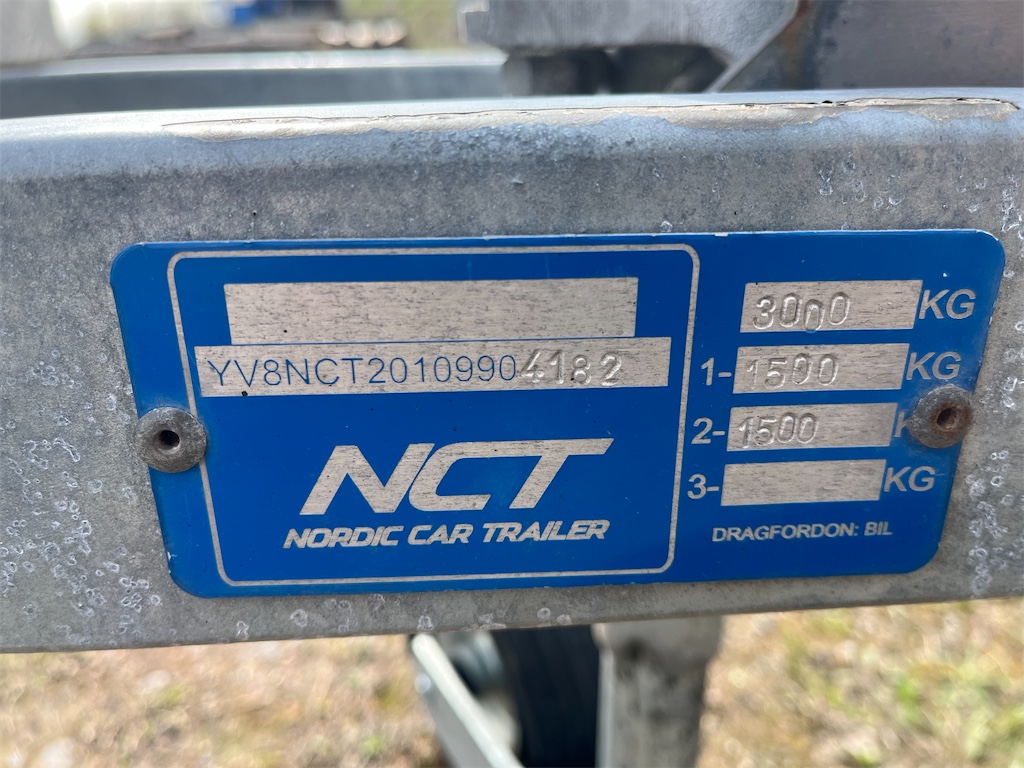 YV8NCT20109904182
NCT
NORDIC CAR TRAILER
3000 KG
1- 1500 KG
2- 1500 K
3- KG
DRAGFORDON: BIL